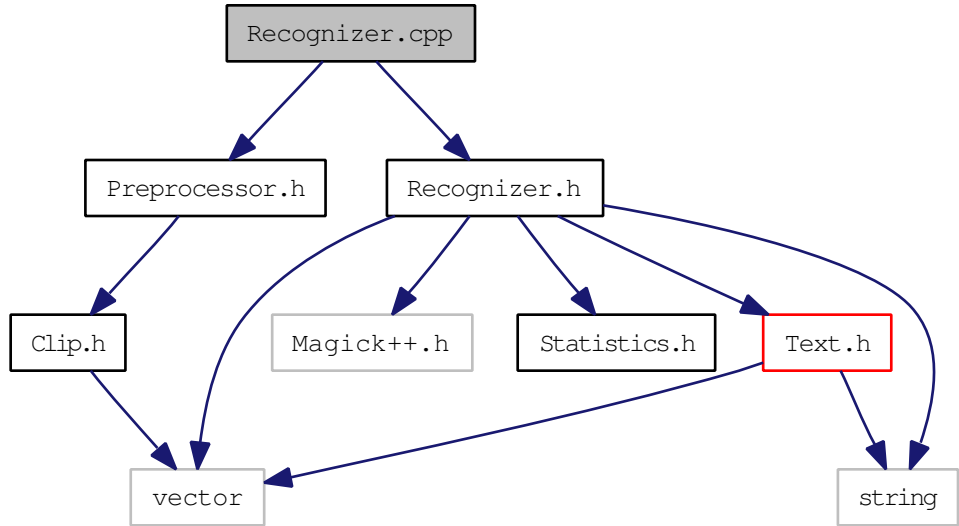 Recognizer.cpp
Preprocessor.h
Recognizer.h
Clip.h
Magick++.h
Statistics.h
Text.h
vector
string